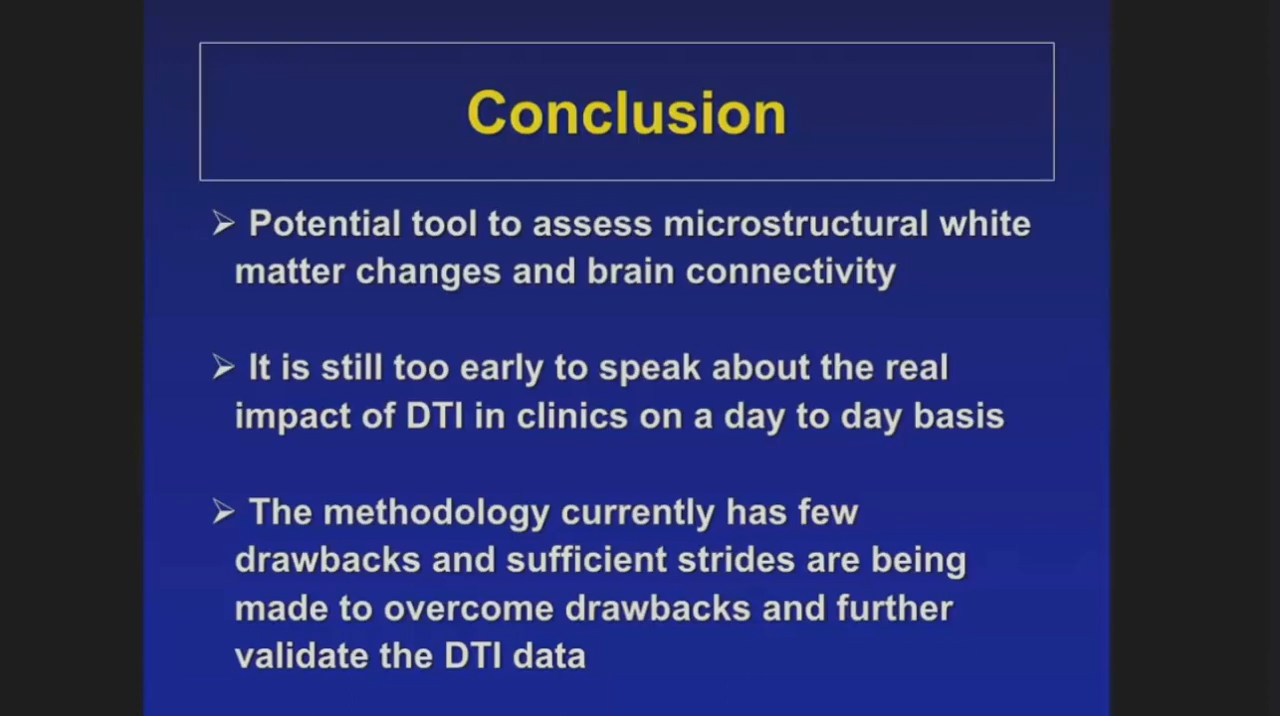 Conclusion
➢ Potential tool to assess microstructural white
matter changes and brain connectivity
➢ It is still too early to speak about the real
impact of DTI in clinics on a day to day basis
➢ The methodology currently has few
drawbacks and sufficient strides are being
made to overcome drawbacks and further
validate the DTI data